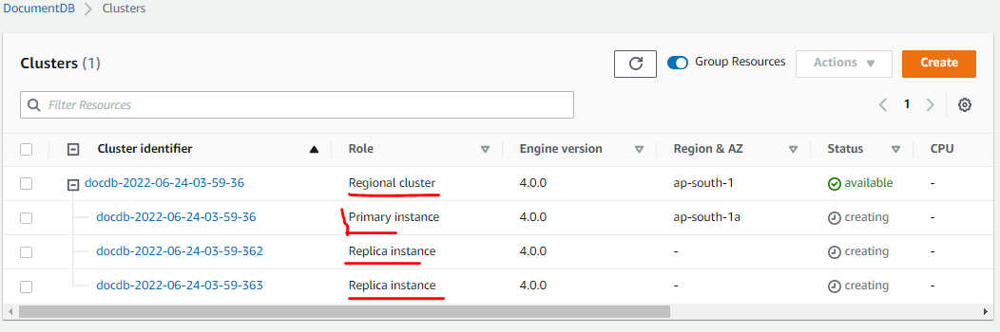 DocumentDB > Clusters
Clusters (1)
Group Resources
Actions
Create
Filter Resources
1
Cluster identifier Role Engine version Region & AZ Status CPU
docdb-2022-06-24-03-59-36 Regional cluster 4.0.0 ap-south-1 available -
docdb-2022-06-24-03-59-36 Primary instance 4.0.0 ap-south-1a creating -
docdb-2022-06-24-03-59-362 Replica instance 4.0.0 - creating -
docdb-2022-06-24-03-59-363 Replica instance 4.0.0 - creating -